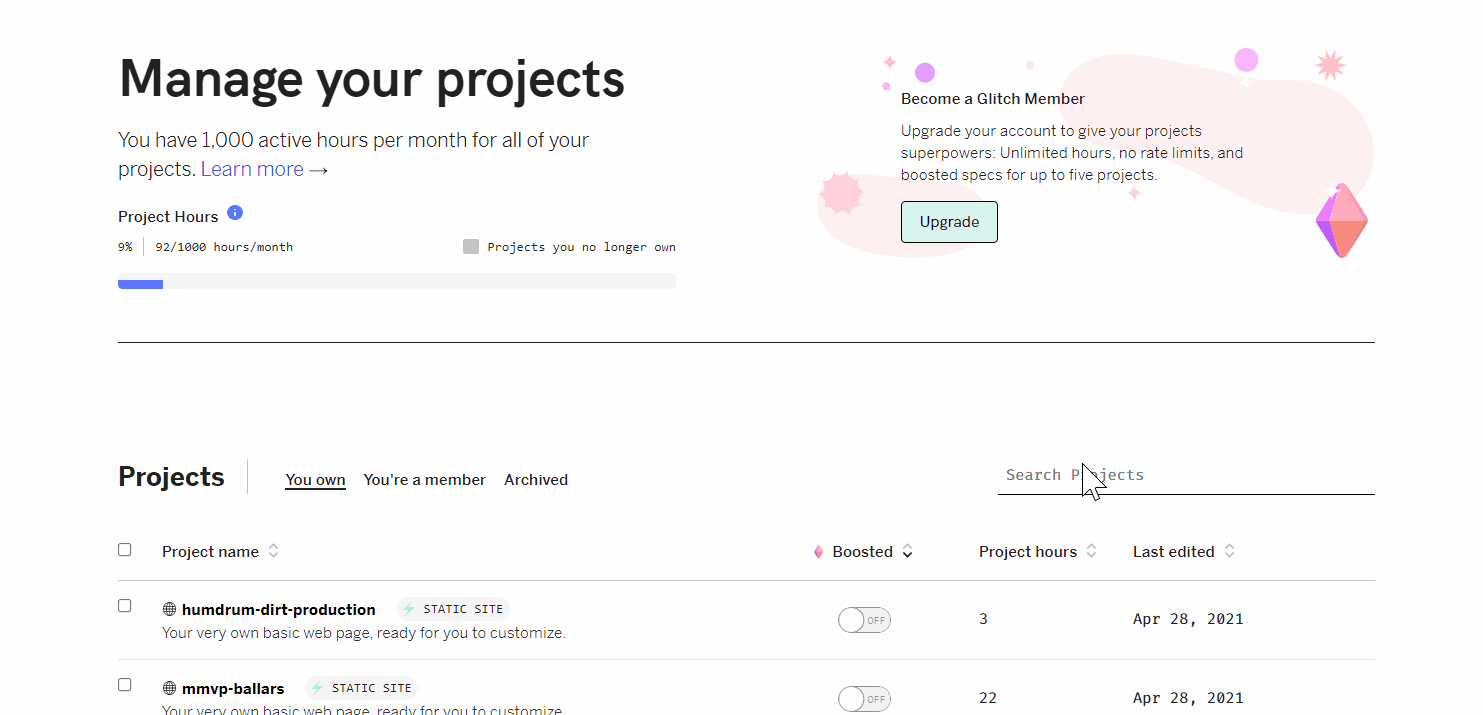 Manage your projects
You have 1,000 active hours per month for all of your
projects. Learn more →
Project Hours
9% 92/1000 hours/month
Projects you no longer own
Become a Glitch Member
Upgrade your account to give your projects
superpowers: Unlimited hours, no rate limits, and
boosted specs for up to five projects.
Upgrade
Projects You own You're a member Archived
Search Projects
Project name Boosted Project hours Last edited
humdrum-dirt-production STATIC SITE
Your very own basic web page, ready for you to customize.
OFF 3 Apr 28, 2021
mmvp-ballars STATIC SITE
Your very own basic web page, ready for you to customize.
OFF 22 Apr 28, 2021